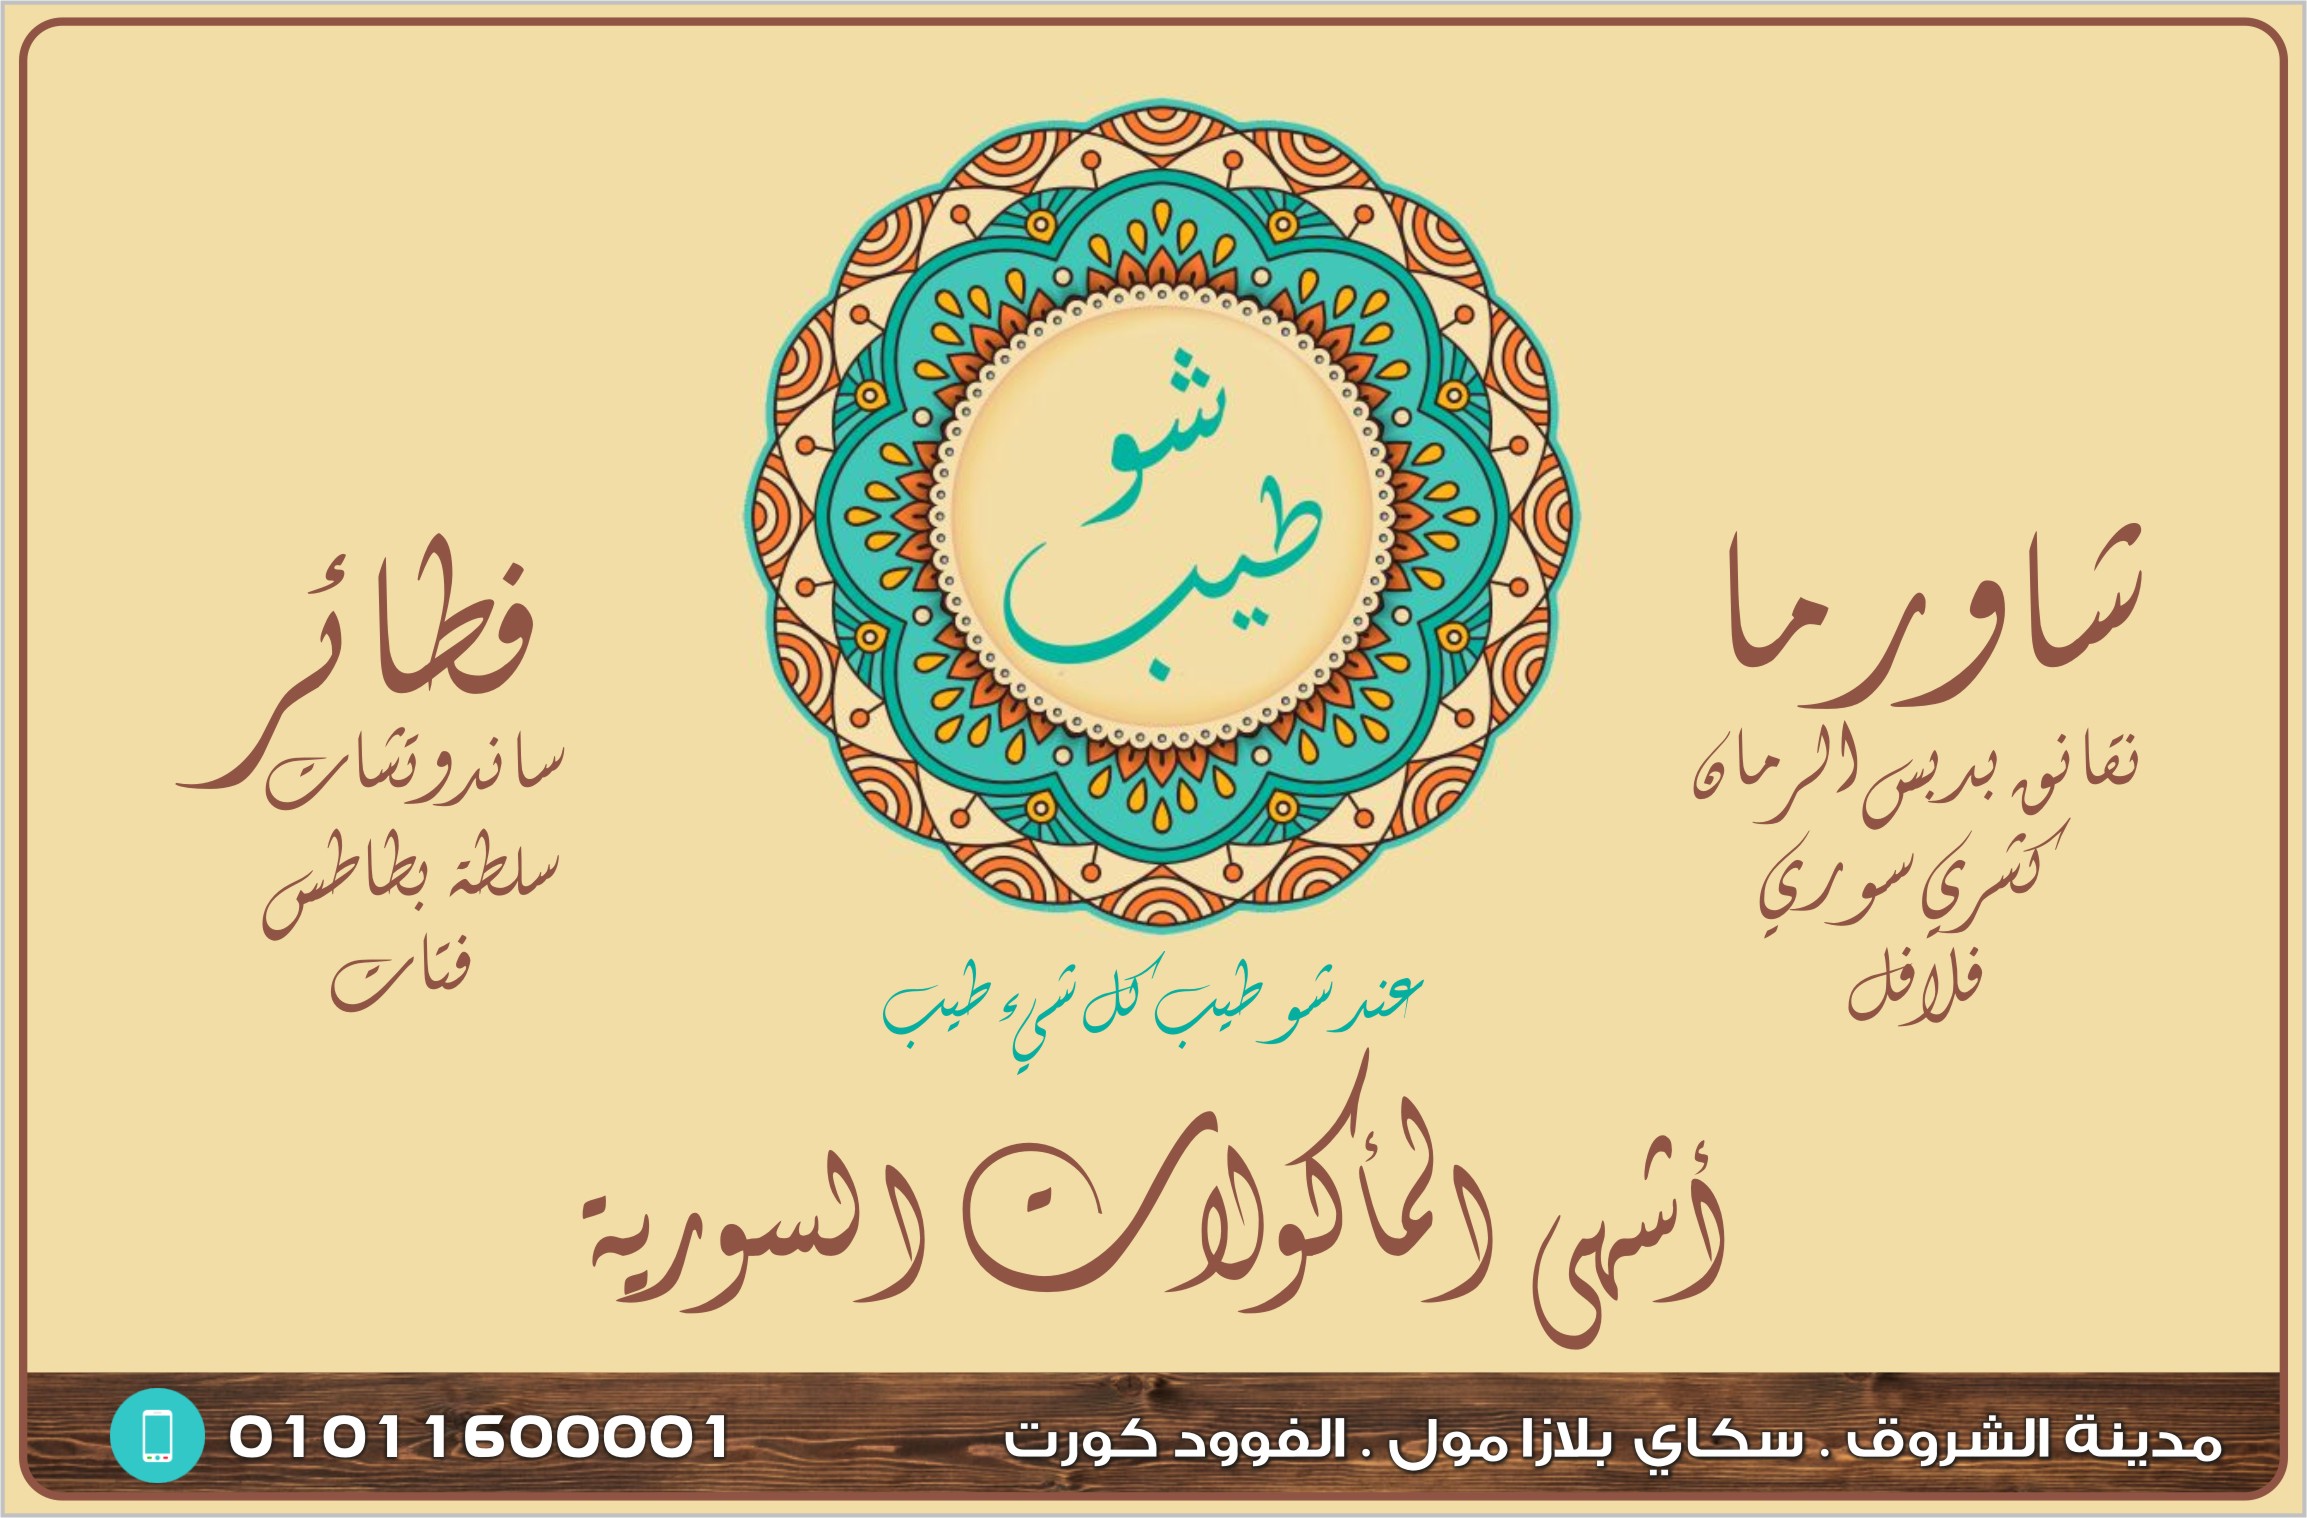 شو
طيب
شاورما
نقانق بدبس الرمان
كشري سوري
فلافل
فطائر
ساندوتشات
سلطة بطاطس
فتات
عند شو طيب كل شيء طيب
أشهى المأكولات السورية
مدينة الشروق . سكاي بلازا مول . الفوود كورت
01011600001